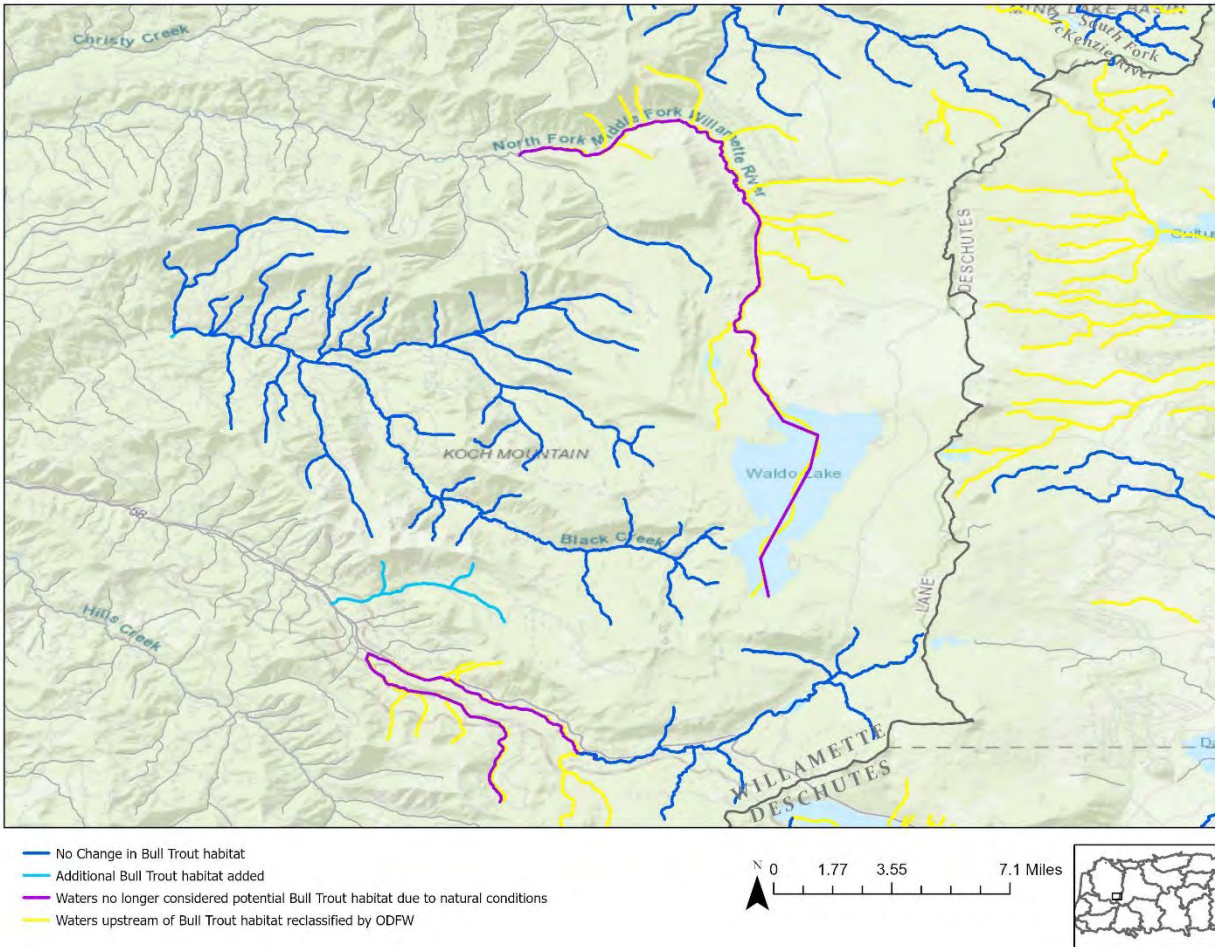 MINK LAKE BASIN
South Fork
McKenzie River
Christy Creek
North Fork Middle Fork Willamette River
DESCHUTES
KOCH MOUNTAIN
Waldo Lake
58
Black Creek
LANE
Hills Creek
WILLAMETTE
DESCHUTES
No Change in Bull Trout habitat
Additional Bull Trout habitat added
Waters no longer considered potential Bull Trout habitat due to natural conditions
Waters upstream of Bull Trout habitat reclassified by ODFW
N 0 1.77 3.55 7.1 Miles